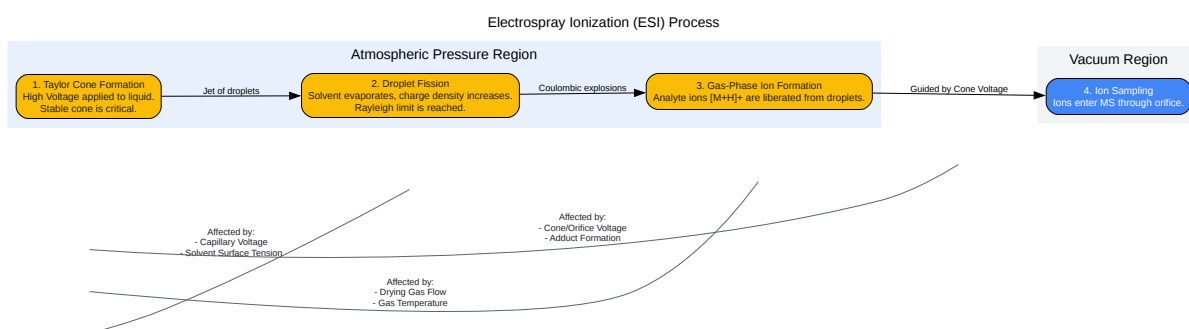 Electrospray Ionization (ESI) Process
Atmospheric Pressure Region
Vacuum Region
1. Taylor Cone Formation
High Voltage applied to liquid.
Stable cone is critical.
Jet of droplets
2. Droplet Fission
Solvent evaporates, charge density increases.
Rayleigh limit is reached.
Coulombic explosions
3. Gas-Phase Ion Formation
Analyte ions [M+H]+ are liberated from droplets.
Guided by Cone Voltage
4. Ion Sampling
Ions enter MS through orifice.
Affected by:
- Capillary Voltage
- Solvent Surface Tension
Affected by:
- Cone/Orifice Voltage
- Adduct Formation
Affected by:
- Drying Gas Flow
- Gas Temperature